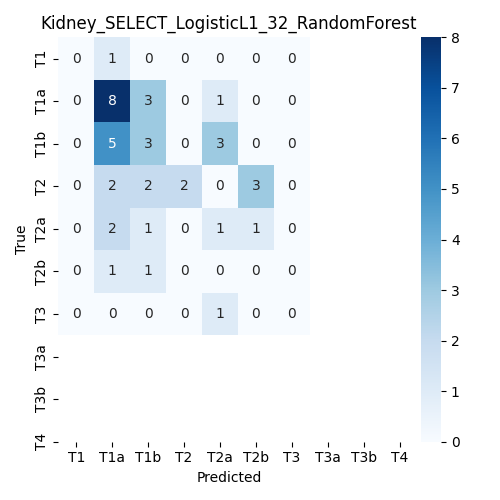 Kidney_SELECT_LogisticL1_32_RandomForest
T1 0 1 0 0 0 0 0
T1a 0 8 3 0 1 0 0
T1b 0 5 3 0 3 0 0
T2 0 2 2 2 0 3 0
T2a 0 2 1 0 1 1 0
T2b 0 1 1 0 0 0 0
T3 0 0 0 0 1 0 0
T3a
T3b
T4
T1 T1a T1b T2 T2a T2b T3 T3a T3b T4
True
Predicted
8
7
6
5
4
3
2
1
0